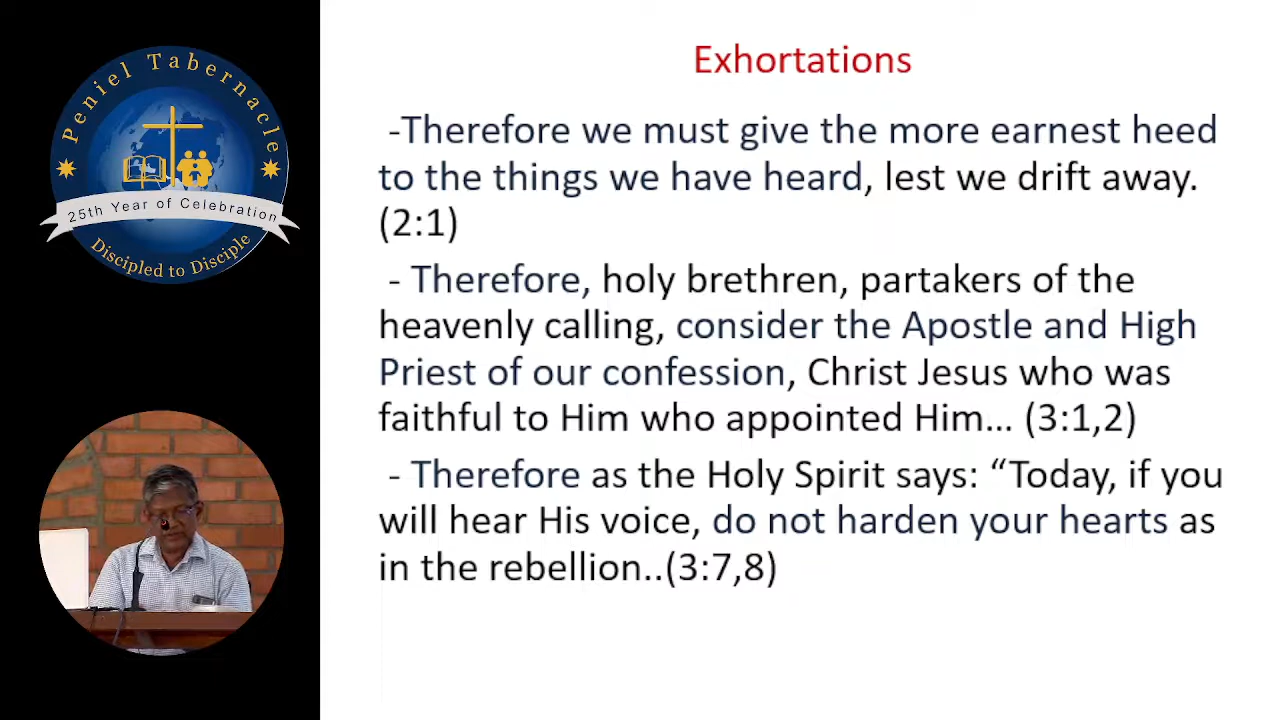 Peniel Tabernacle
25th Year of Celebration
Discipled to Disciple
Exhortations
-Therefore we must give the more earnest heed
to the things we have heard, lest we drift away.
(2:1)
- Therefore, holy brethren, partakers of the
heavenly calling, consider the Apostle and High
Priest of our confession, Christ Jesus who was
faithful to Him who appointed Him... (3:1,2)
- Therefore as the Holy Spirit says: “Today, if you
will hear His voice, do not harden your hearts as
in the rebellion..(3:7,8)